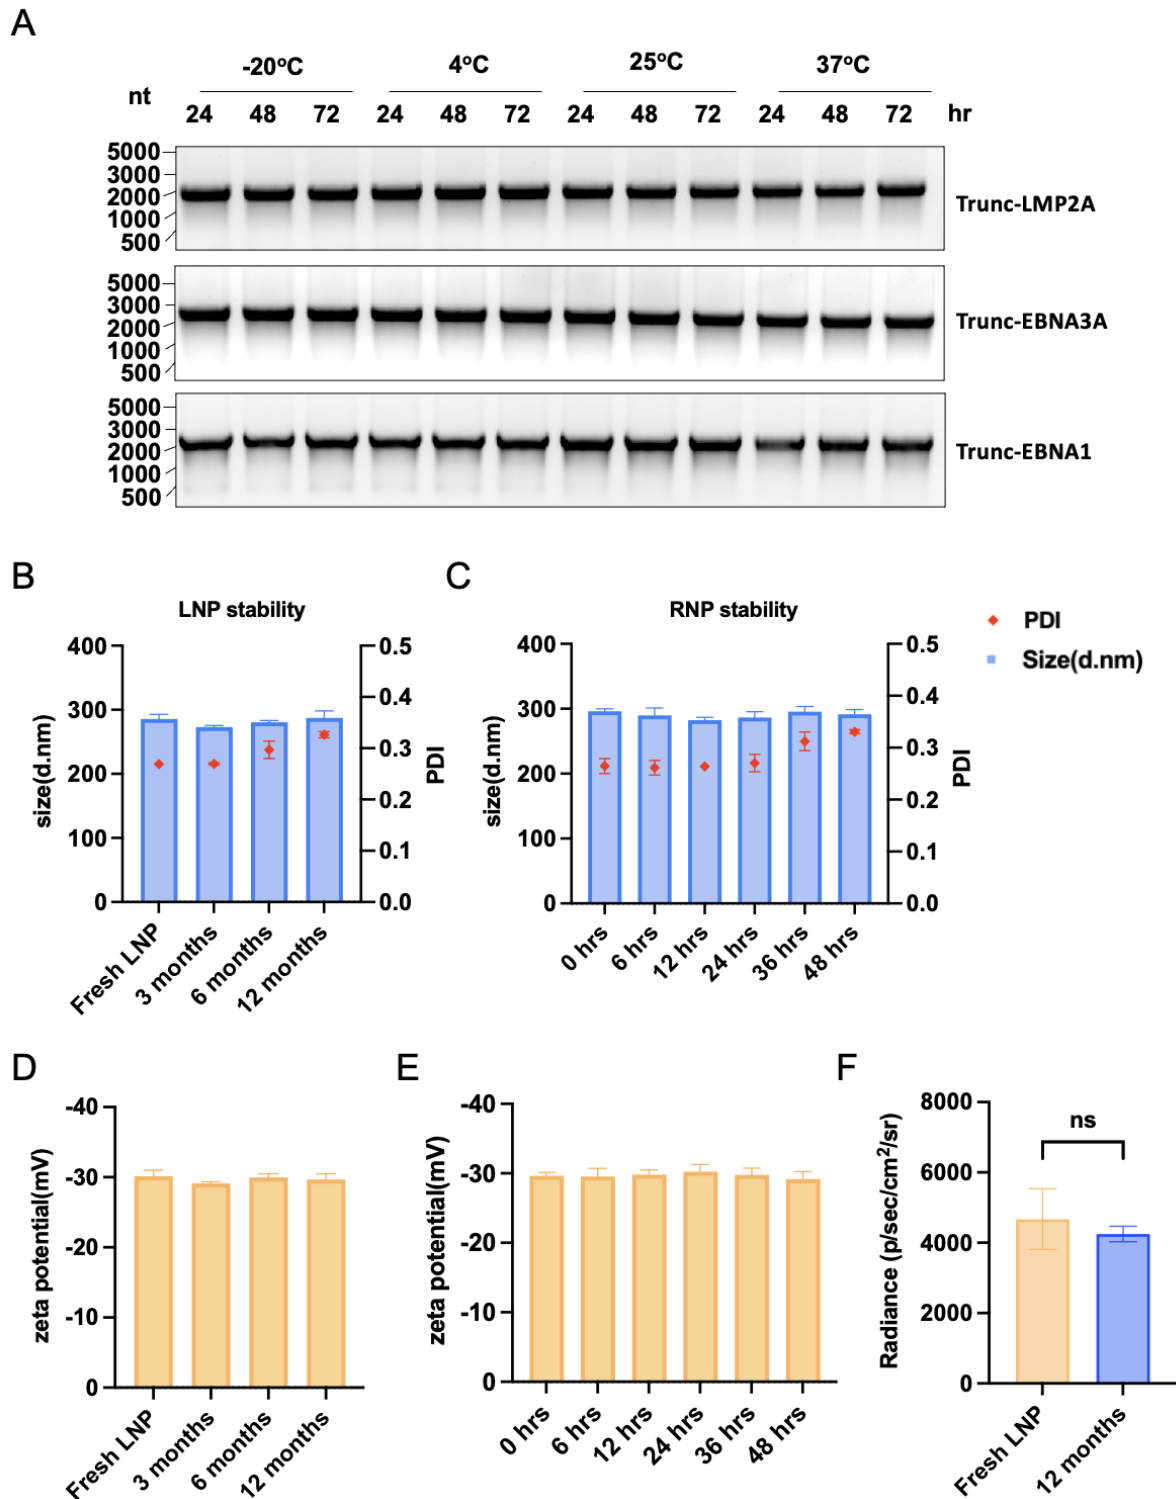 A
-20°C 4°C 25°C 37°C
nt 24 48 72 24 48 72 24 48 72 24 48 72 hr
5000
3000
2000
1000
500
Trunc-LMP2A
5000
3000
2000
1000
500
Trunc-EBNA3A
5000
3000
2000
1000
500
Trunc-EBNA1
B
LNP stability
400
300
200
100
0
size(d.nm)
0.5
0.4
0.3
0.2
0.1
0.0
PDI
Fresh LNP
3 months
6 months
12 months
C
RNP stability
400
300
200
100
0
size(d.nm)
0.5
0.4
0.3
0.2
0.1
0.0
PDI
0 hrs
6 hrs
12 hrs
24 hrs
36 hrs
48 hrs
PDI
Size(d.nm)
D
-40
-30
-20
-10
0
zeta potential(mV)
Fresh LNP
3 months
6 months
12 months
E
-40
-30
-20
-10
0
zeta potential(mV)
0 hrs
6 hrs
12 hrs
24 hrs
36 hrs
48 hrs
F
8000
6000
4000
2000
0
Radiance (p/sec/cm²/sr)
ns
Fresh LNP
12 months